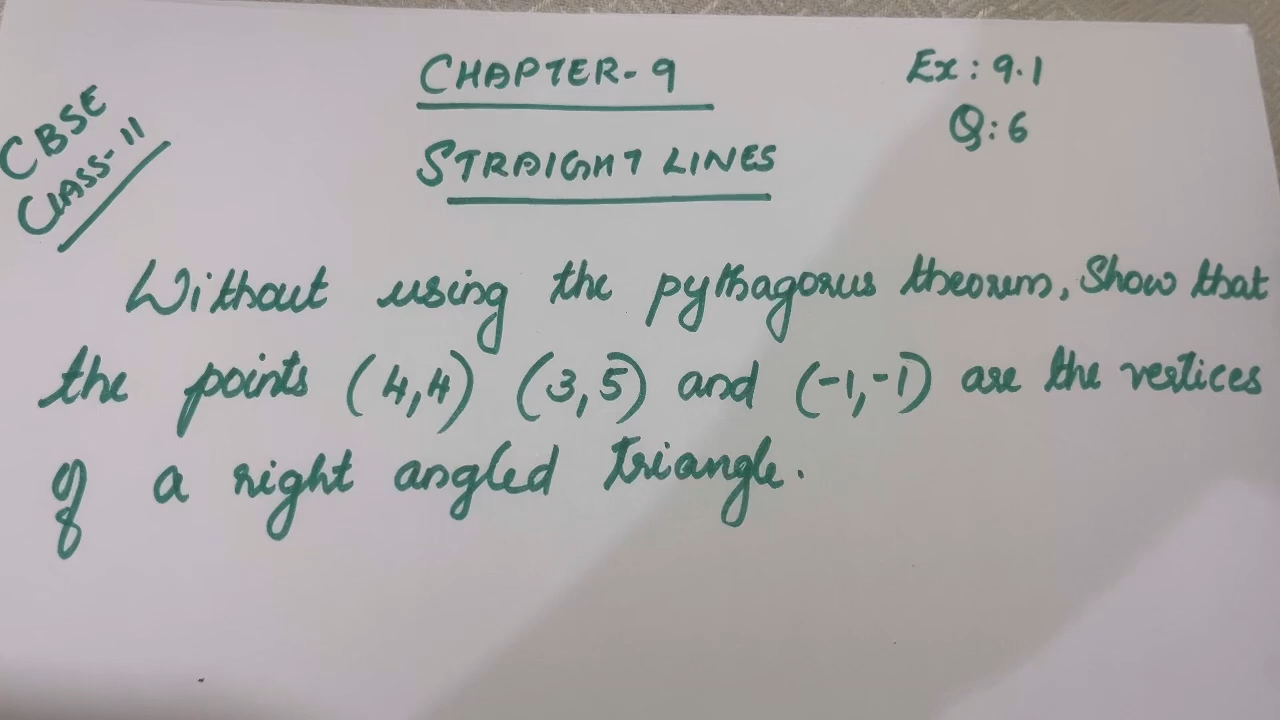 CBSE
CLASS-11
CHAPTER-9
STRAIGHT LINES
Ex: 9.1
Q:6
Without using the pythagorus theorem, Show that
the points (4,4) (3,5) and (-1,-1) are the vertices
of a right angled triangle.